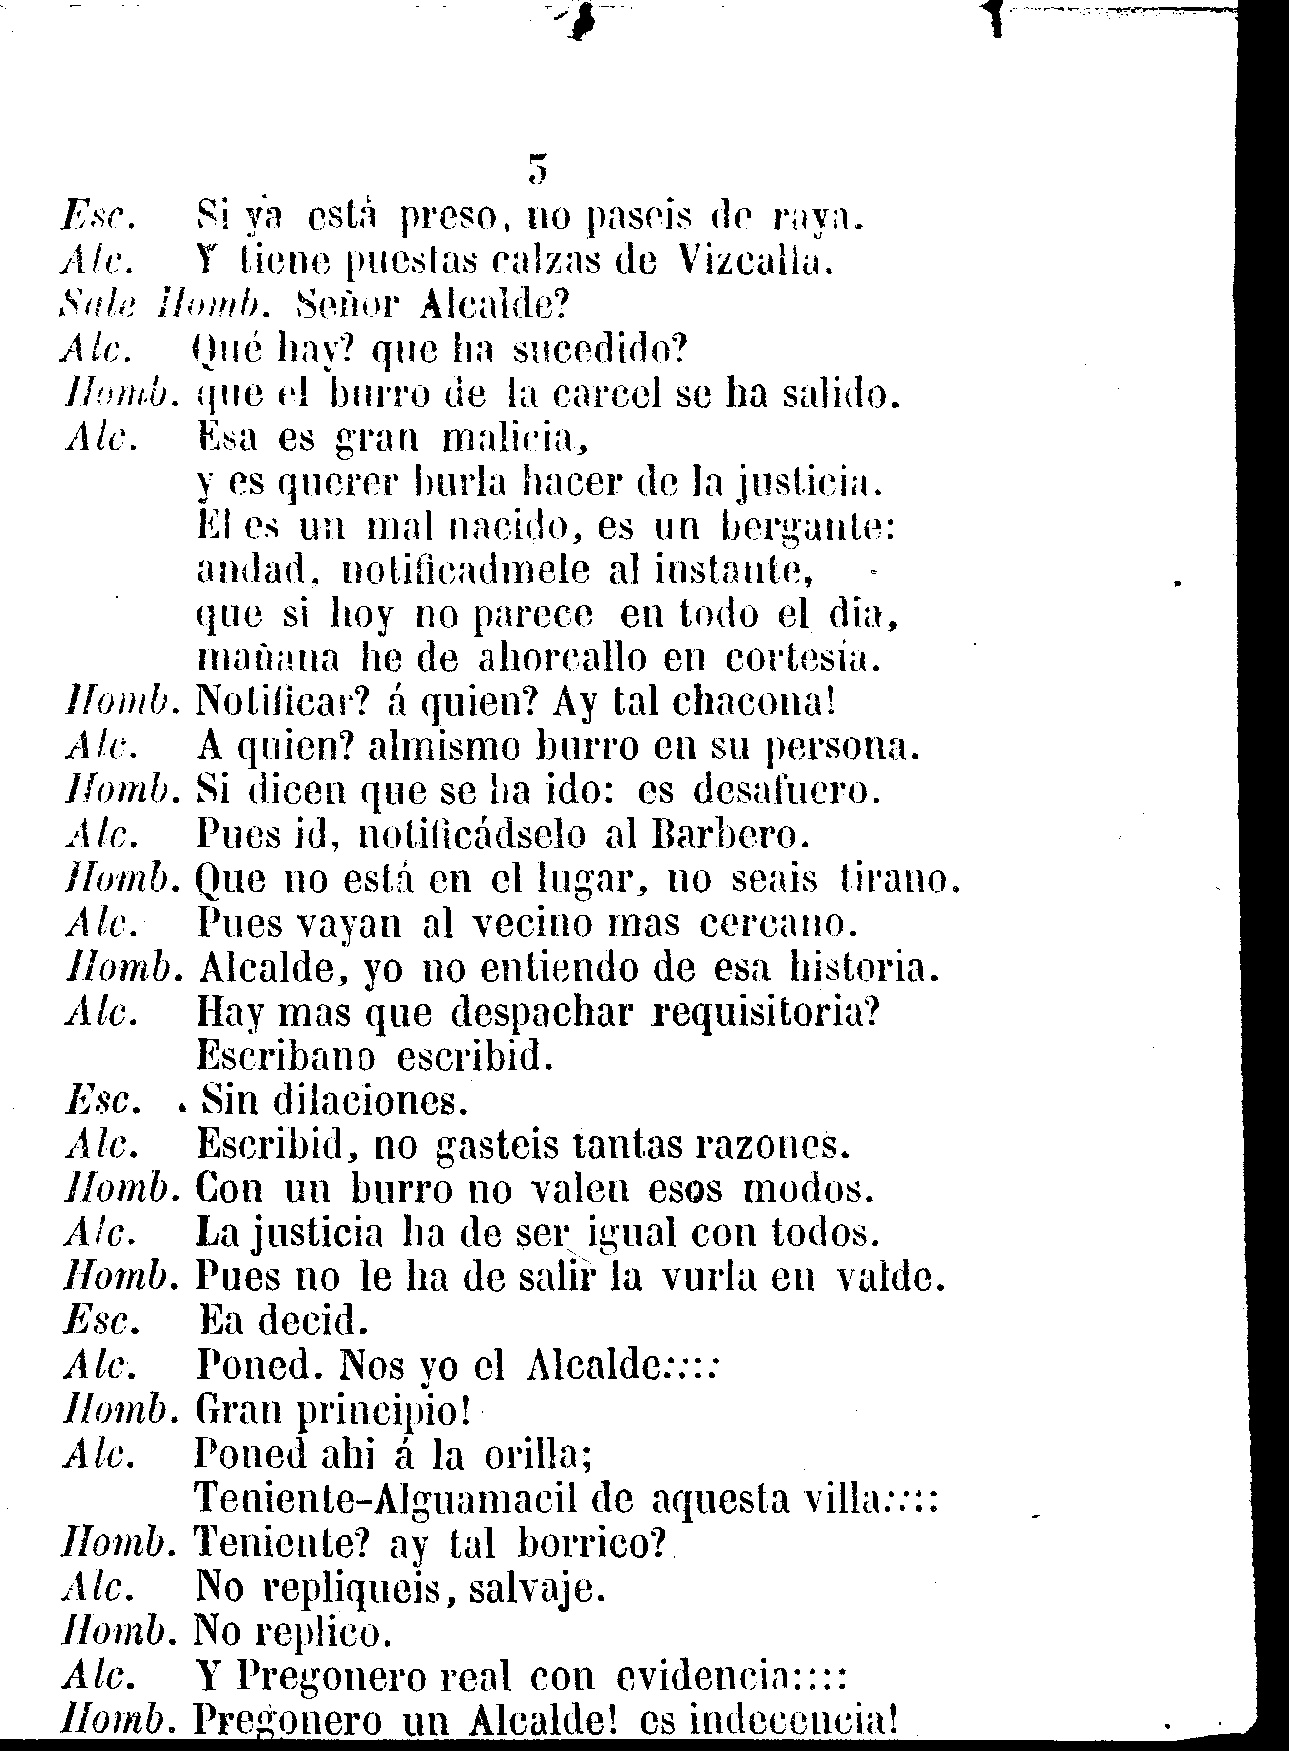 5
Esc. Si ya está preso, no paseis de raya.
Alc. Y tiene puestas calzas de Vizcalla.
Sale Homb. Señor Alcalde?
Alc. Qué hay? que ha sucedido?
Homb. que el burro de la carcel se ha salido.
Alc. Esa es gran malicia,
y es querer burla hacer de la justicia.
El es un mal nacido, es un bergante:
andad, notificadmele al instante,
que si hoy no parece en todo el dia,
mañana he de ahorcallo en cortesia.
Homb. Notificar? á quien? Ay tal chacona!
Alc. A quien? almismo burro en su persona.
Homb. Si dicen que se ha ido: es desafuero.
Alc. Pues id, notificádselo al Barbero.
Homb. Que no está en el lugar, no seais tirano.
Alc. Pues vayan al vecino mas cercano.
Homb. Alcalde, yo no entiendo de esa historia.
Alc. Hay mas que despachar requisitoria?
Escribano escribid.
Esc. Sin dilaciones.
Alc. Escribid, no gasteis tantas razones.
Homb. Con un burro no valen esos modos.
Alc. La justicia ha de ser igual con todos.
Homb. Pues no le ha de salir la vurla en valde.
Esc. Ea decid.
Alc. Poned. Nos yo el Alcalde::::
Homb. Gran principio!
Alc. Poned ahi á la orilla;
Teniente-Alguamacil de aquesta villa::::
Homb. Teniente? ay tal borrico?
Alc. No repliqueis, salvaje.
Homb. No replico.
Alc. Y Pregonero real con evidencia::::
Homb. Pregonero un Alcalde! es indecencia!